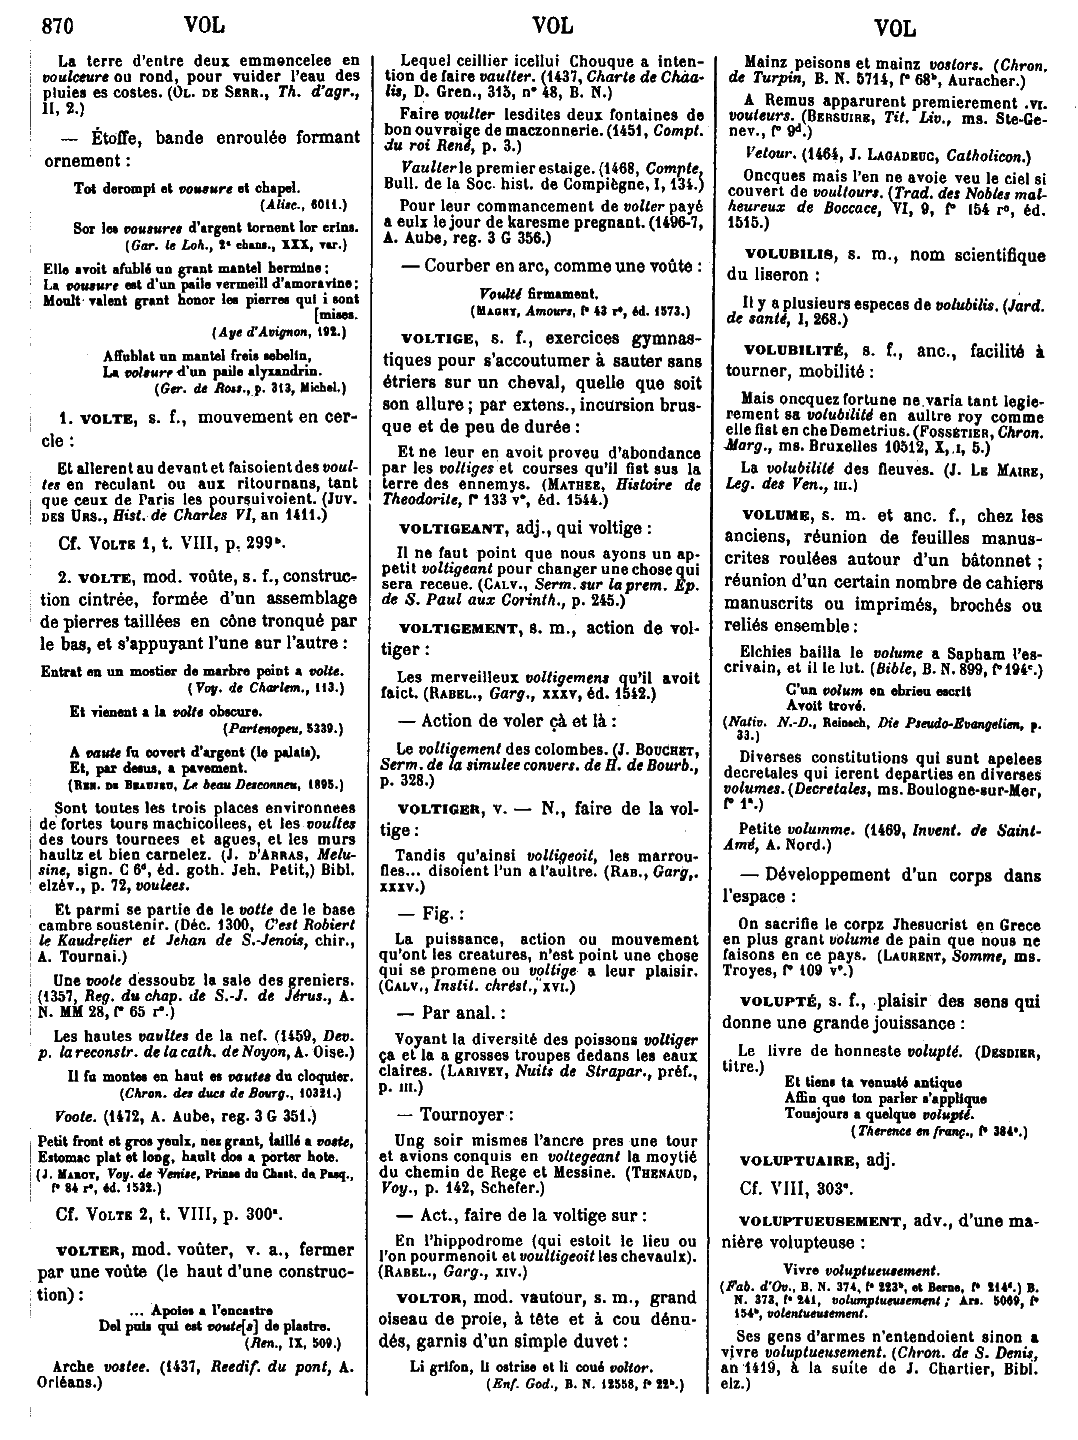 870 VOL VOL VOL
La terre d'entre deux emmoncelee en
voulceure ou rond, pour vuider l'eau des
pluies es costes. (OL. DE SERR., Th. d'agr.,
II, 2.)
— Étoffe, bande enroulée formant
ornement :
Tot derompi et vousure et chapel.
(Alisc., 6011.)
Sor les vousures d'argent tornent lor crins.
(Gar. le Loh., 2e chans., XXX, var.)
Elle avoit afublé un grant mantel hermine ;
La vousure est d'un paile vermeill d'amoravine ;
Moult valent grant honor les pierres qui i sont
[mises.
(Aye d'Avignon, 192.)
Affublat un mantel freis sebelin,
La volsure d'un paile alyxandrin.
(Ger. de Ross., p. 313, Michel.)
1. VOLTE, s. f., mouvement en cer-
cle :
Et allerent au devant et faisoient des voul-
tes en reculant ou aux ritournans, tant
que ceux de Paris les poursuivoient. (JUV.
DES URS., Hist. de Charles VI, an 1411.)
Cf. VOLTE 1, t. VIII, p. 299b.
2. VOLTE, mod. voûte, s. f., construc-
tion cintrée, formée d'un assemblage
de pierres taillées en cône tronqué par
le bas, et s'appuyant l'une sur l'autre :
Entrat en un mostier de marbre peint a volte.
(Voy. de Charlem., 113.)
Et vienent a la volte obscure.
(Partenopeu, 5339.)
A vaute fu covert d'argent (le palais),
Et, par desus, a pavement.
(REN. DE BEAUJEU, Le beau Desconneu, 1895.)
Sont toutes les trois places environnees
de fortes tours machicollees, et les voultes
des tours tournees et agues, et les murs
haultz et bien carnelez. (J. D'ARRAS, Melu-
sine, sign. C 6d, éd. goth. Jeh. Petit,) Bibl.
elzév., p. 72, voulees.
Et parmi se partie de le votte de le base
cambre soustenir. (Déc. 1300, C'est Robiert
le Kaudrelier et Jehan de S.-Jenois, chir.,
A. Tournai.)
Une voole dessoubz la sale des greniers.
(1357, Reg. du chap. de S.-J. de Jérus., A.
N. MM 28, f° 65 r°.)
Les hautes vaultes de la nef. (1459, Dev.
p. la reconstr. de la cath. de Noyon, A. Oise.)
Il fu montes en haut es vautes du cloquier.
(Chron. des ducs de Bourg., 10321.)
Voote. (1472, A. Aube, reg. 3 G 351.)
Petit front et gros yeulx, nez grant, taillé a voste,
Estomac plat et long, hault dos a porter hote.
(J. MAROT, Voy. de Venise, Prinse du Chast. de Pasq.,
f° 84 r°, éd. 1532.)
Cf. VOLTE 2, t. VIII, p. 300a.
VOLTER, mod. voûter, v. a., fermer
par une voûte (le haut d'une construc-
tion) :
... Apoies a l'encastre
Del puis qui est voute[s] de plastre.
(Ren., IX, 509.)
Arche vostee. (1437, Reedif. du pont, A.
Orléans.)
Lequel ceillier icellui Chouque a inten-
tion de faire vaulter. (1437, Charte de Chaa-
lis, D. Gren., 313, n° 48, B. N.)
Faire voulter lesdites deux fontaines de
bon ouvraige de maczonnerie. (1451, Compt.
du roi René, p. 3.)
Vaulter le premier estaige. (1468, Compte,
Bull. de la Soc. hist. de Compiègne, I, 134.)
Pour leur commancement de volter payé
a eulx le jour de karesme pregnant. (1496-7,
A. Aube, reg. 3 G 356.)
— Courber en arc, comme une voûte :
Voulté firmament.
(MAGNY, Amours, f° 43 r°, éd. 1573.)
VOLTIGE, s. f., exercices gymnas-
tiques pour s'accoutumer à sauter sans
étriers sur un cheval, quelle que soit
son allure ; par extens., incursion brus-
que et de peu de durée :
Et ne leur en avoit proveu d'abondance
par les voltiges et courses qu'il fist sus la
terre des ennemys. (MATHEE, Histoire de
Theodorite, f° 133 v°, éd. 1544.)
VOLTIGEANT, adj., qui voltige :
Il ne faut point que nous ayons un ap-
petit voltigeant pour changer une chose qui
sera receue. (CALV., Serm. sur la prem. Ep.
de S. Paul aux Corinth., p. 245.)
VOLTIGEMENT, s. m., action de vol-
tiger :
Les merveilleux voltigemens qu'il avoit
faict. (RABEL., Garg., XXXV, éd. 1542.)
— Action de voler çà et là :
Le voltigement des colombes. (J. BOUCHET,
Serm. de la simulee convers. de H. de Bourb.,
p. 328.)
VOLTIGER, v. — N., faire de la vol-
tige :
Tandis qu'ainsi voltigeoit, les marrou-
fles... disoient l'un a l'aultre. (RAB., Garg.,
XXXV.)
— Fig. :
La puissance, action ou mouvement
qu'ont les creatures, n'est point une chose
qui se promene ou voltige a leur plaisir.
(CALV., Instit. chrést., XVI.)
— Par anal. :
Voyant la diversité des poissons voltiger
ça et la a grosses troupes dedans les eaux
claires. (LARIVEY, Nuits de Strapar., préf.,
p. III.)
— Tournoyer :
Ung soir mismes l'ancre pres une tour
et avions conquis en voltegeant la moytié
du chemin de Rege et Messine. (THENAUD,
Voy., p. 142, Schefer.)
— Act., faire de la voltige sur :
En l'hippodrome (qui estoit le lieu ou
l'on pourmenoit et voultigeoit les chevaulx).
(RABEL., Garg., XIV.)
VOLTOR, mod. vautour, s. m., grand
oiseau de proie, à tête et à cou dénu-
dés, garnis d'un simple duvet :
Li grifon, li ostrise et li coué voltor.
(Enf. God., B. N. 12558, f° 22b.)
Mainz peisons et mainz vostors. (Chron.
de Turpin, B. N. 5714, f° 68b, Auracher.)
A Remus apparurent premierement .VI.
vouteurs. (BERSUIRE, Tit. Liv., ms. Ste-Ge-
nev., f° 9d.)
Vetour. (1464, J. LAGADEUC, Catholicon.)
Oncques mais l'en ne avoie veu le ciel si
couvert de voultours. (Trad. des Nobles mal-
heureux de Boccace, VI, 9, f° 154 r°, éd.
1515.)
VOLUBILIS, s. m., nom scientifique
du liseron :
Il y a plusieurs especes de volubilis. (Jard.
de santé, I, 268.)
VOLUBILITÉ, s. f., anc., facilité à
tourner, mobilité :
Mais oncquez fortune ne varia tant legie-
rement sa volubilité en aultre roy comme
elle fist en che Demetrius. (FOSSÉTIER, Chron.
Marg., ms. Bruxelles 10512, X, I, 5.)
La volubilité des fleuves. (J. LE MAIRE,
Leg. des Ven., III.)
VOLUME, s. m. et anc. f., chez les
anciens, réunion de feuilles manus-
crites roulées autour d'un bâtonnet ;
réunion d'un certain nombre de cahiers
manuscrits ou imprimés, brochés ou
reliés ensemble :
Elchies bailla le volume a Sapham l'es-
crivain, et il le lut. (Bible, B. N. 899, f° 194c.)
C'un volum en ebrieu escrit
Avoit trové.
(Nativ. N.-D., Reinsch, Die Pseudo-Evangelien, p.
33.)
Diverses constitutions qui sunt apelees
decretales qui ierent departies en diverses
volumes. (Decretales, ms. Boulogne-sur-Mer,
f° 1a.)
Petite volumme. (1469, Invent. de Saint-
Amé, A. Nord.)
— Développement d'un corps dans
l'espace :
On sacrifie le corpz Jhesucrist en Grece
en plus grant volume de pain que nous ne
faisons en ce pays. (LAURENT, Somme, ms.
Troyes, f° 109 v°.)
VOLUPTÉ, s. f., plaisir des sens qui
donne une grande jouissance :
Le livre de honneste volupté. (DESDIER,
titre.)
Et tiens ta venusté antique
Affin que ton parler s'applique
Tousjours a quelque volupté.
(Therence en franç., f° 384a.)
VOLUPTUAIRE, adj.
Cf. VIII, 303a.
VOLUPTUEUSEMENT, adv., d'une ma-
nière volupteuse :
Vivre voluptueusement.
(Fab. d'Ov., B. N. 374, f° 223b, et Berne, f° 214d.) B.
N. 373, f° 241, volumptueusement ; Ars. 5069, f°
154b, volentueusement.
Ses gens d'armes n'entendoient sinon a
vivre voluptueusement. (Chron. de S. Denis,
an 1419, à la suite de J. Chartier, Bibl.
elz.)